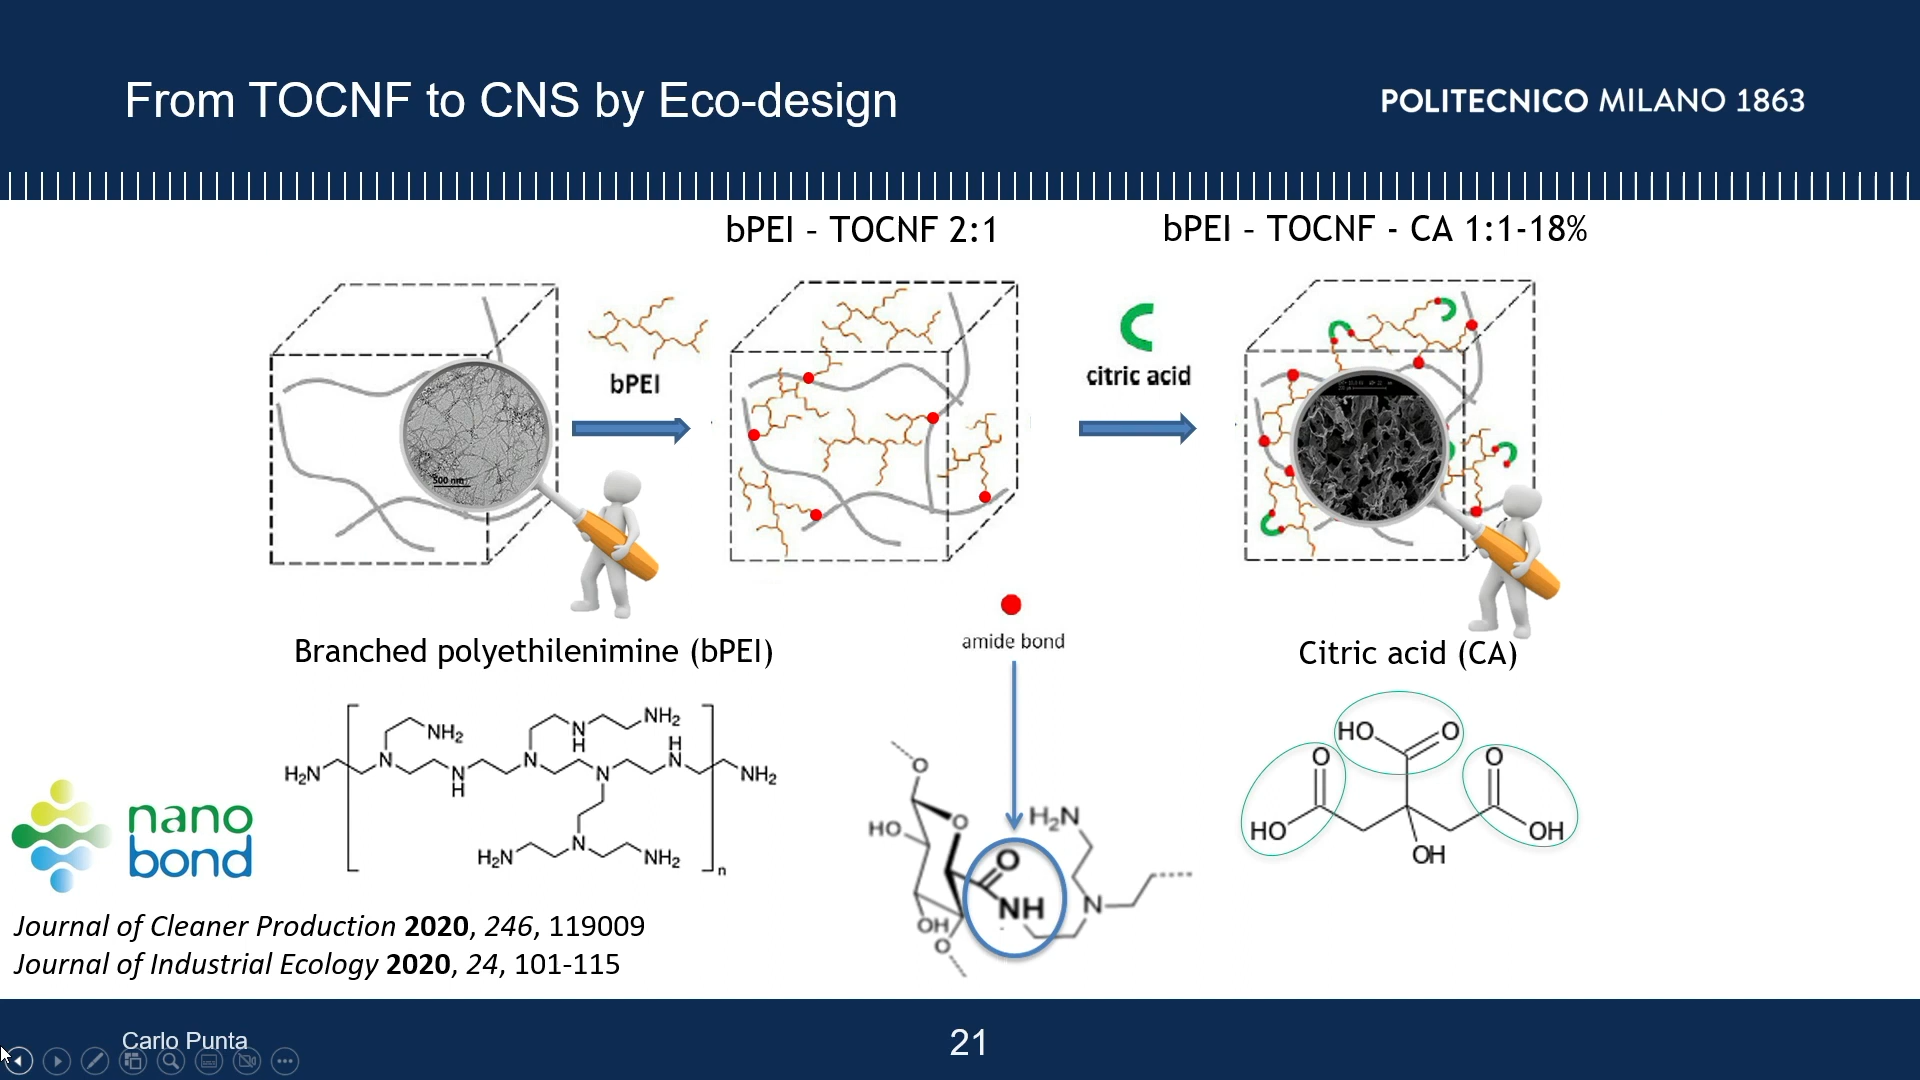 From TOCNF to CNS by Eco-design
POLITECNICO MILANO 1863
bPEI – TOCNF 2:1
bPEI – TOCNF - CA 1:1-18%
bPEI
citric acid
500 nm
amide bond
Branched polyethilenimine (bPEI)
Citric acid (CA)
NH2
N
H
NH2
H2N
N
N
H
N
N
N
H
NH2
H2N
N
NH2
n
O
HO
O
OH
O
O
NH
H2N
N
HO
O
O
O
HO
OH
OH
nano
bond
Journal of Cleaner Production 2020, 246, 119009
Journal of Industrial Ecology 2020, 24, 101-115
Carlo Punta
21